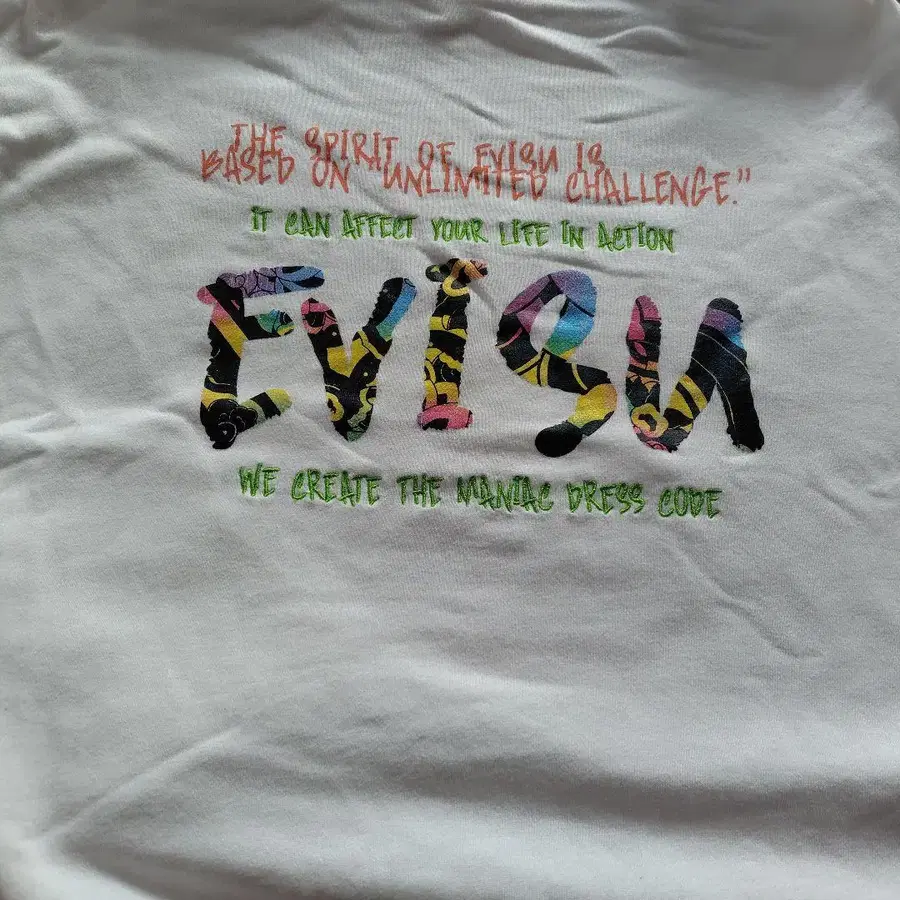 THE SPIRIT OF EVISU IS
BASED ON "UNLIMITED CHALLENGE."
IT CAN AFFECT YOUR LIFE IN ACTION
EVISU
WE CREATE THE MANIAC DRESS CODE